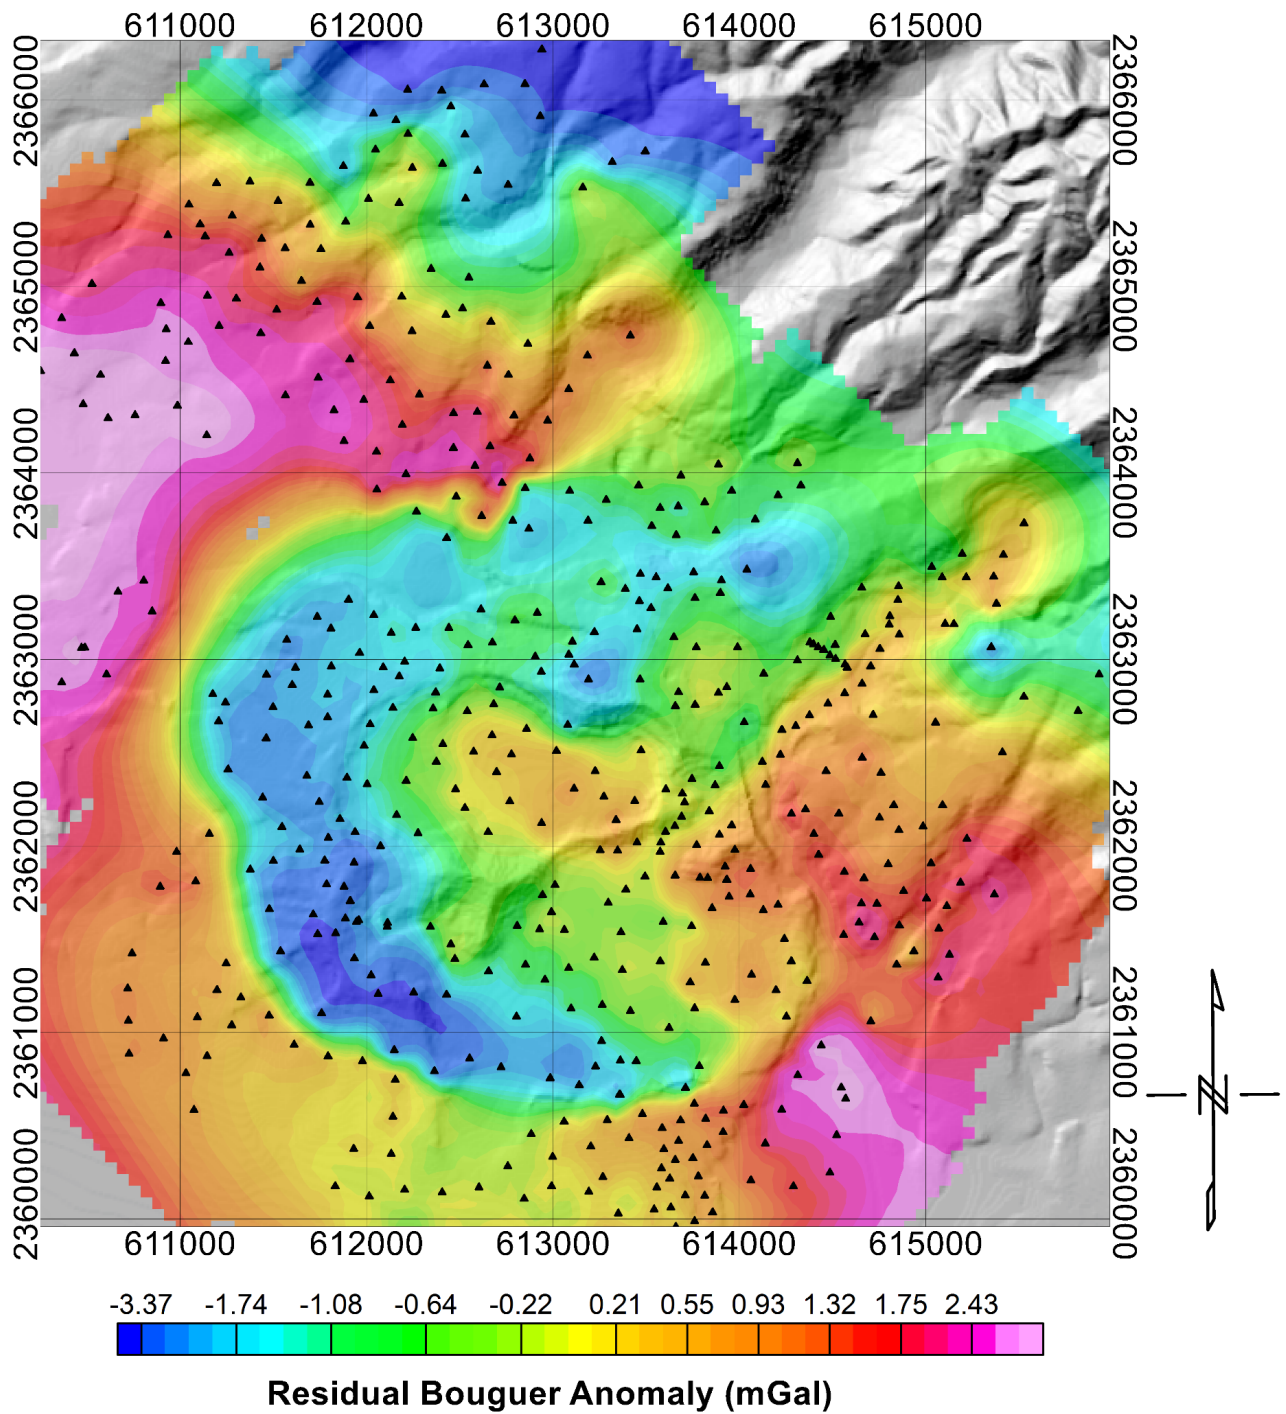 611000 612000 613000 614000 615000
2366000 2366000
2365000 2365000
2364000 2364000
2363000 2363000
2362000 2362000
2361000 2361000
2360000 2360000
N
611000 612000 613000 614000 615000
-3.37 -1.74 -1.08 -0.64 -0.22 0.21 0.55 0.93 1.32 1.75 2.43
Residual Bouguer Anomaly (mGal)